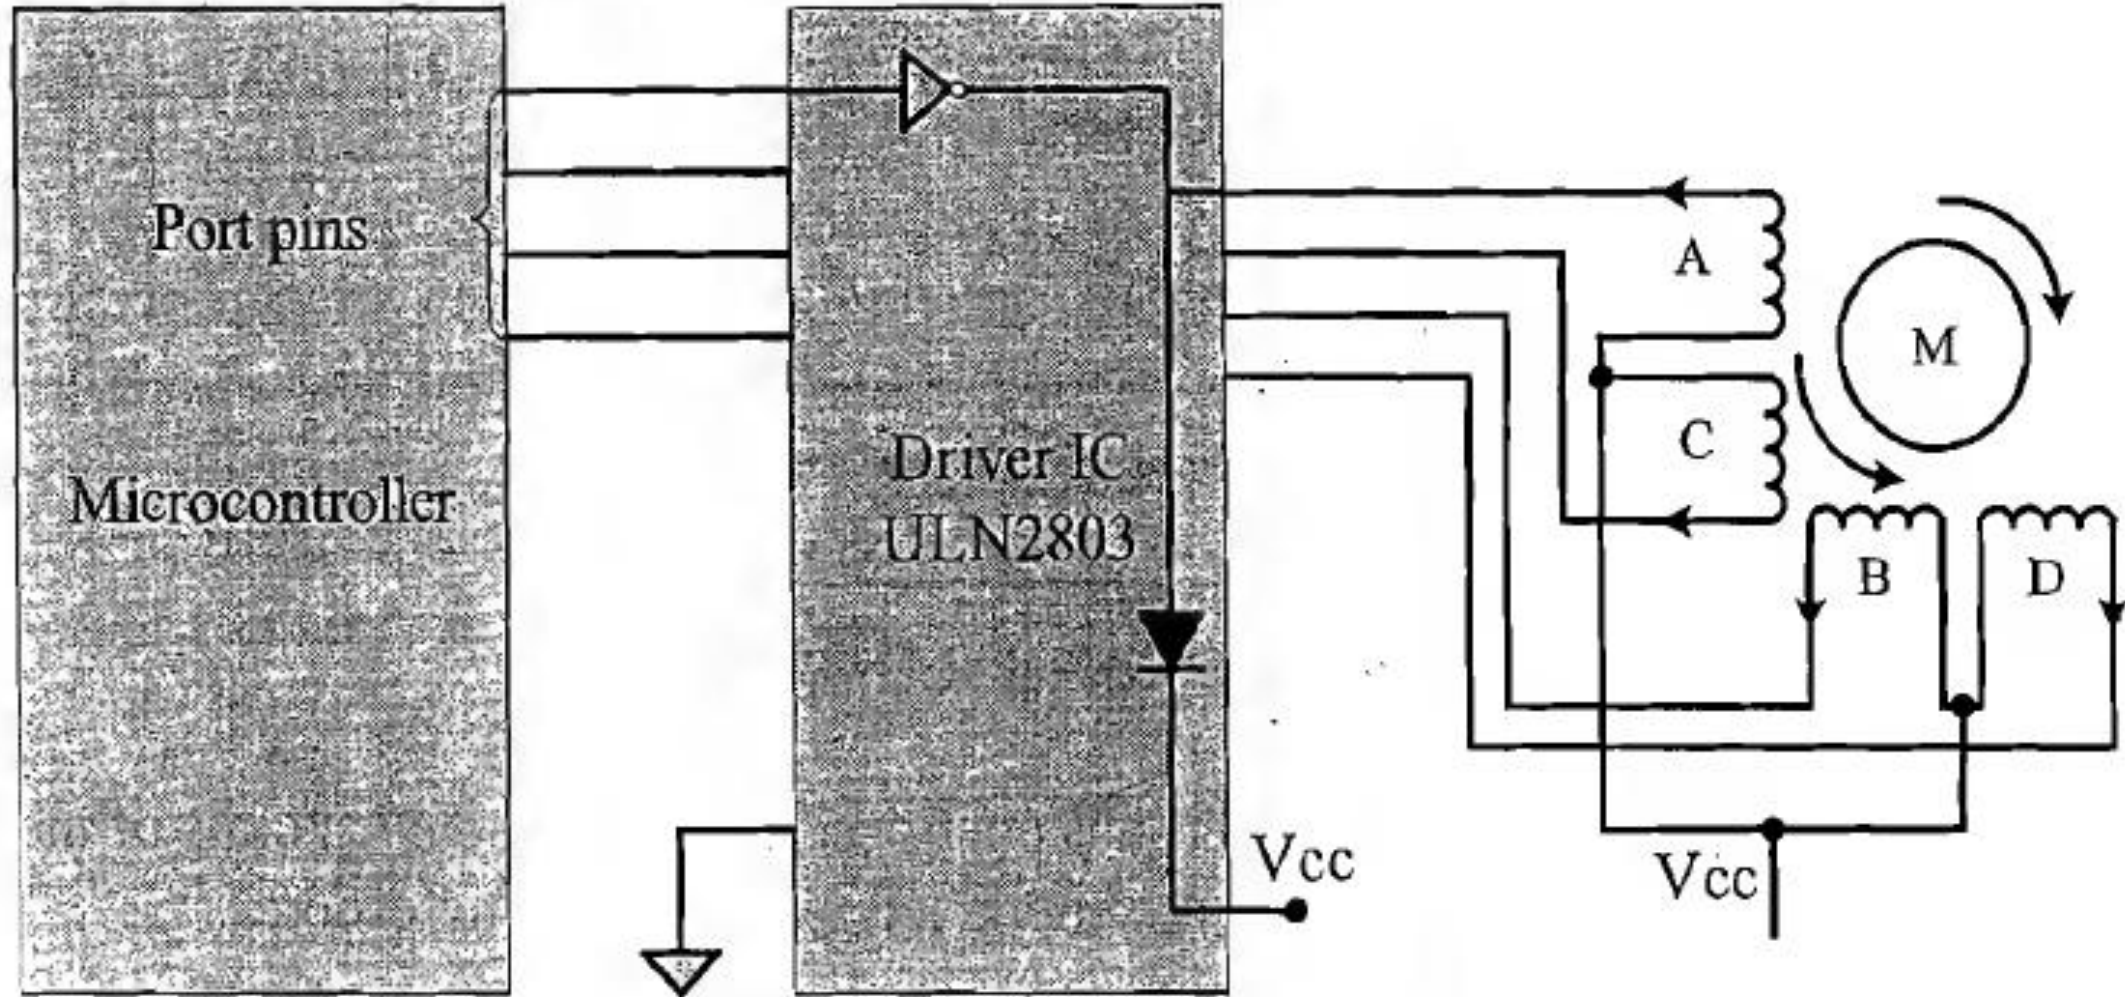 Port pins
Microcontroller
Driver IC
ULN2803
A
C
M
B
D
Vcc
Vcc